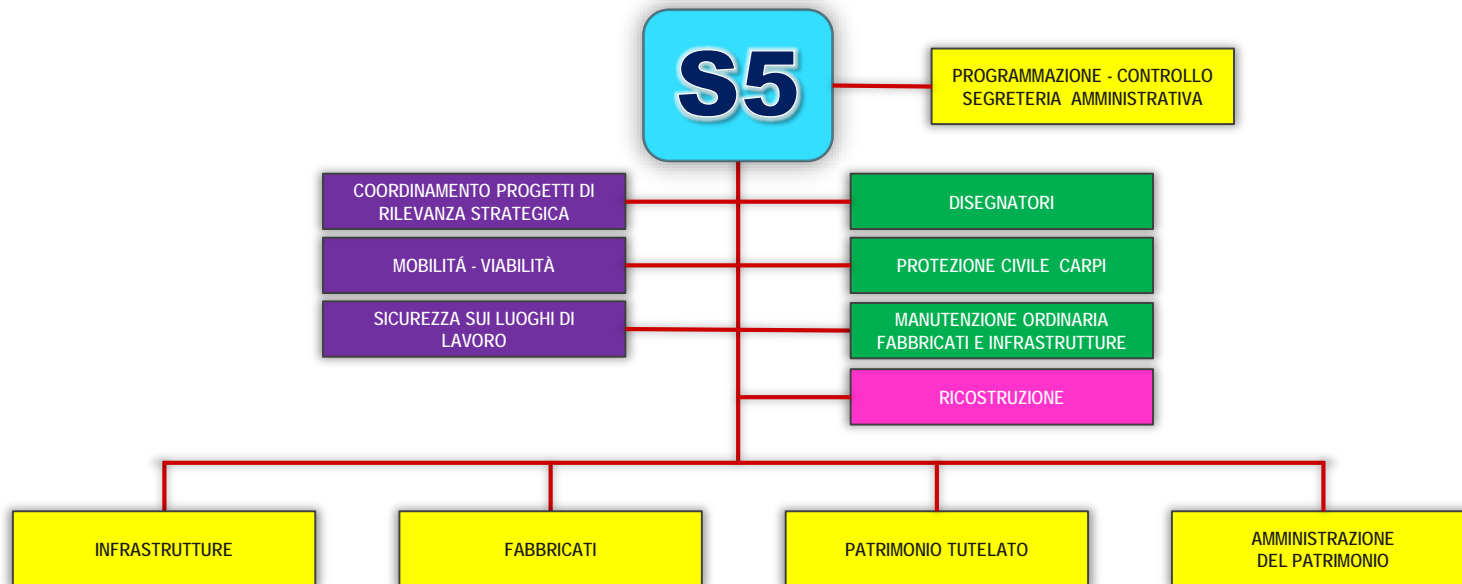 S5
PROGRAMMAZIONE - CONTROLLO
SEGRETERIA AMMINISTRATIVA
COORDINAMENTO PROGETTI DI
RILEVANZA STRATEGICA
DISEGNATORI
MOBILITÁ - VIABILITÀ
PROTEZIONE CIVILE CARPI
SICUREZZA SUI LUOGHI DI
LAVORO
MANUTENZIONE ORDINARIA
FABBRICATI E INFRASTRUTTURE
RICOSTRUZIONE
INFRASTRUTTURE
FABBRICATI
PATRIMONIO TUTELATO
AMMINISTRAZIONE
DEL PATRIMONIO